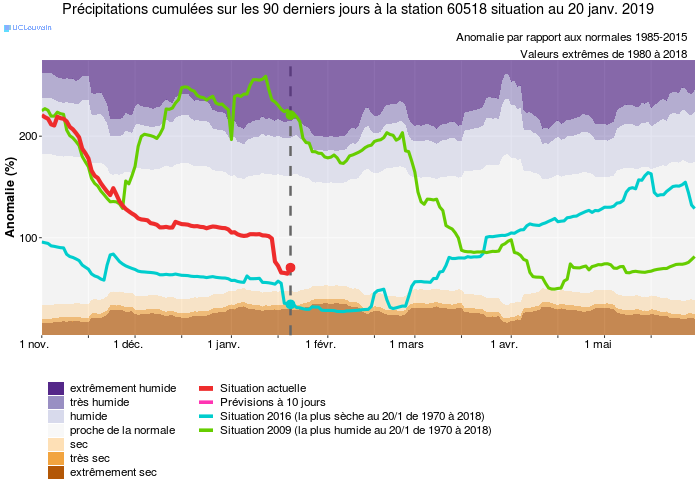 Précipitations cumulées sur les 90 derniers jours à la station 60518 situation au 20 janv. 2019
UCLouvain
Anomalie par rapport aux normales 1985-2015
Valeurs extrêmes de 1980 à 2018
Anomalie (%)
200
100
1 nov.
1 déc.
1 janv.
1 févr.
1 mars
1 avr.
1 mai
extrêmement humide
très humide
humide
proche de la normale
sec
très sec
extrêmement sec
Situation actuelle
Prévisions à 10 jours
Situation 2016 (la plus sèche au 20/1 de 1970 à 2018)
Situation 2009 (la plus humide au 20/1 de 1970 à 2018)